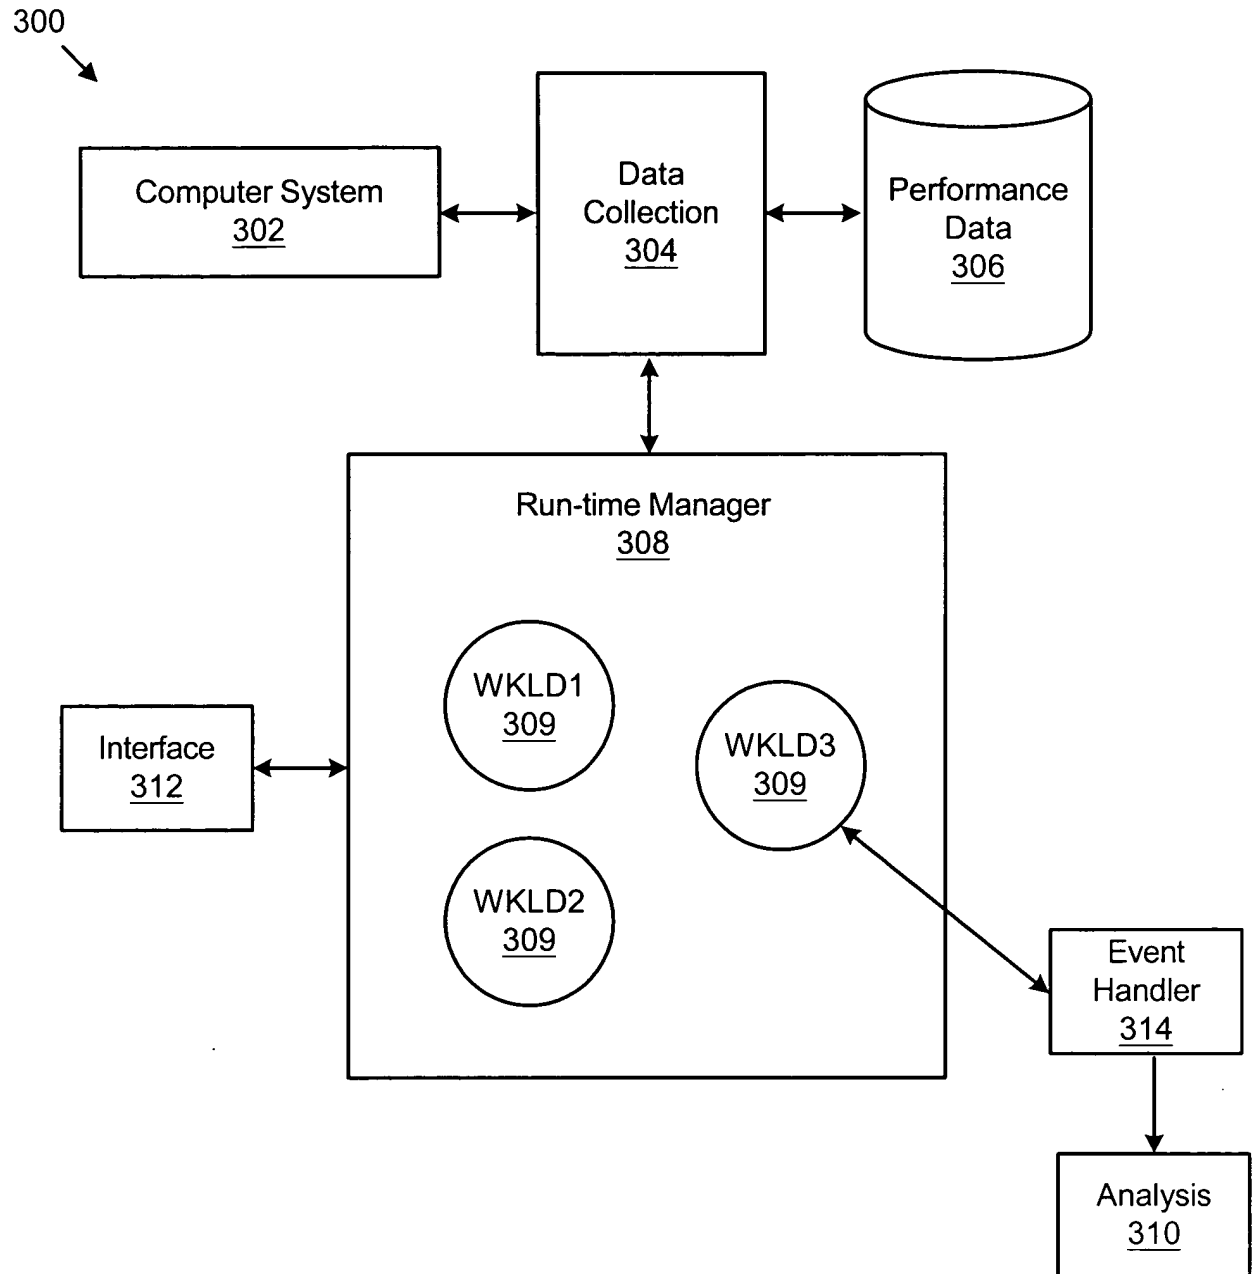 300
Computer System
302
Data
Collection
304
Performance
Data
306
Run-time Manager
308
WKLD1
309
WKLD3
309
Interface
312
WKLD2
309
Event
Handler
314
Analysis
310